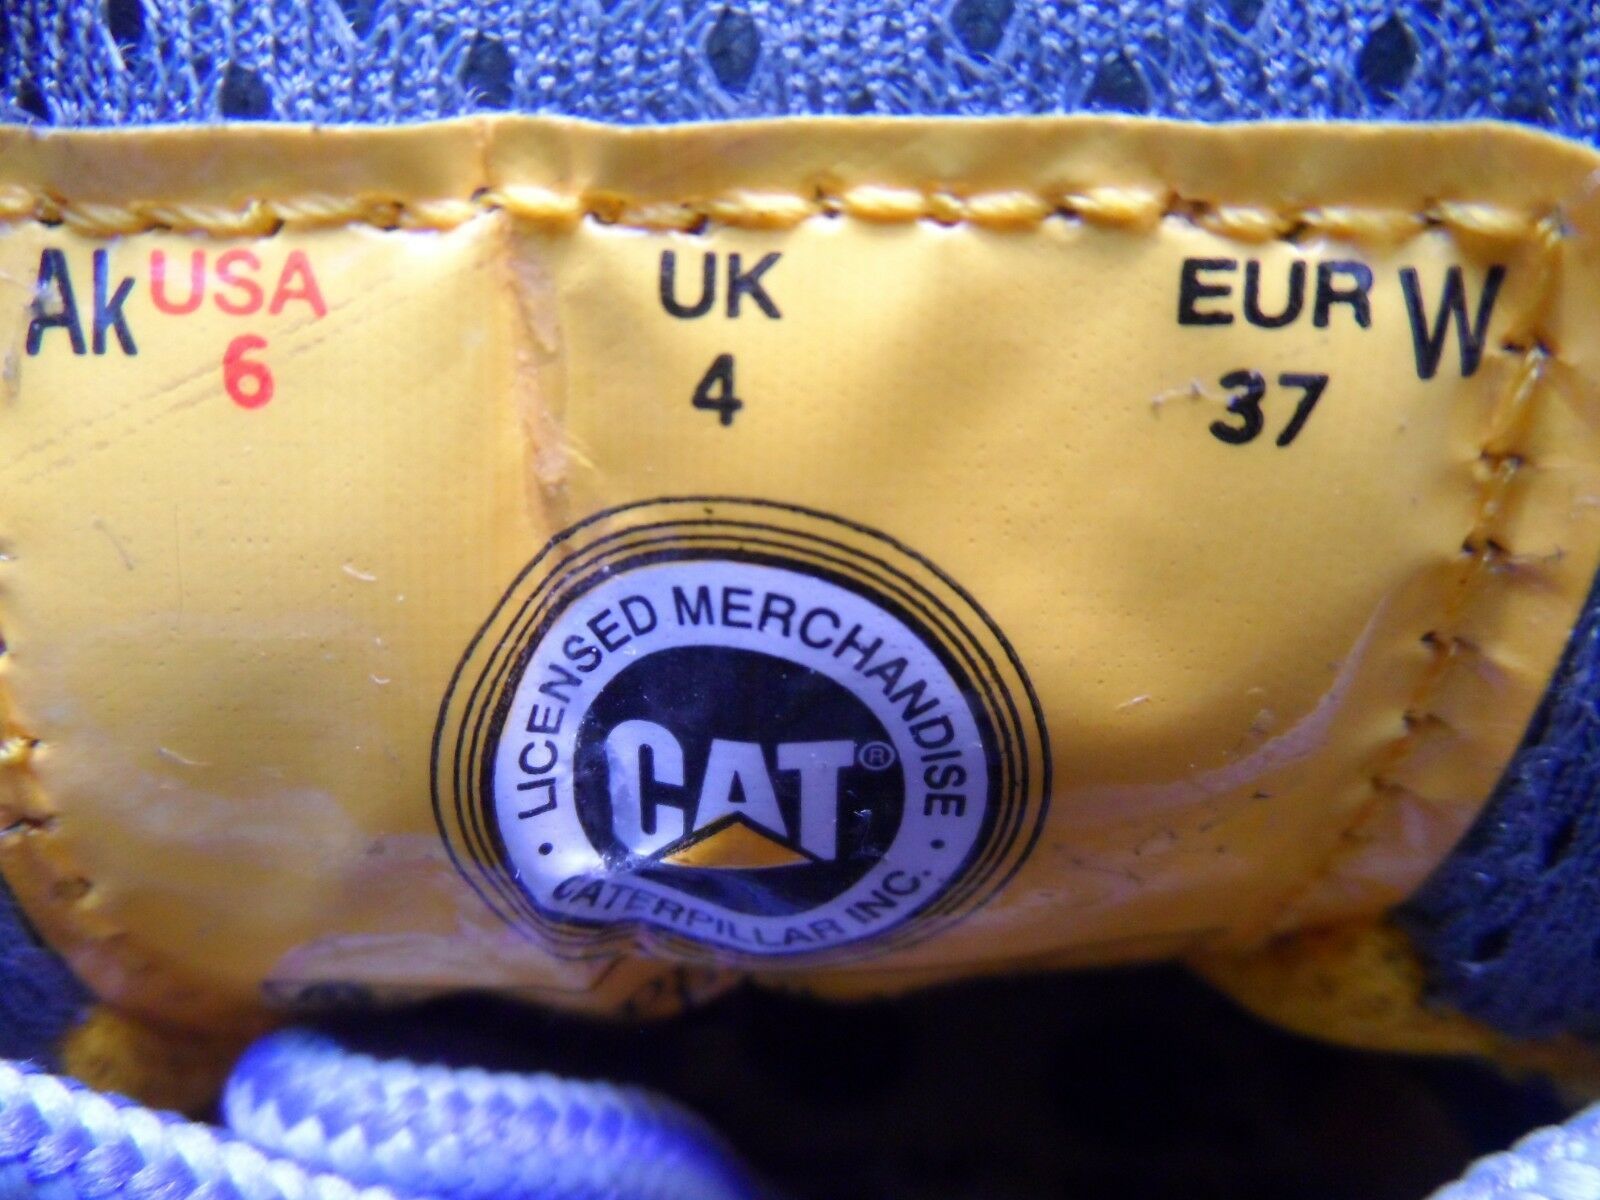 Ak USA UK EUR W
6 4 37
· LICENSED MERCHANDISE ·
CAT®
CATERPILLAR INC.